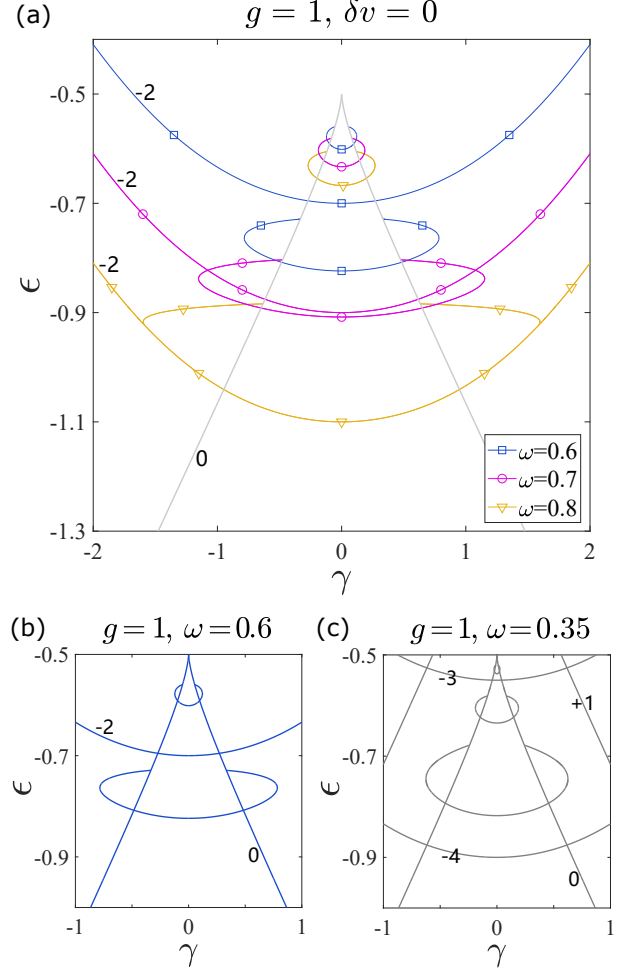 (a)
g = 1, δv = 0
-0.5
-0.7
-0.9
-1.1
-1.3
ϵ
-2
-2
-2
0
ω=0.6
ω=0.7
ω=0.8
-2 -1 0 1 2
γ
(b)
g = 1, ω = 0.6
-0.5
-0.7
-0.9
ϵ
-2
0
-1 0 1
γ
(c)
g = 1, ω = 0.35
-0.5
-0.7
-0.9
ϵ
-3
0
+1
-4
0
-1 0 1
γ